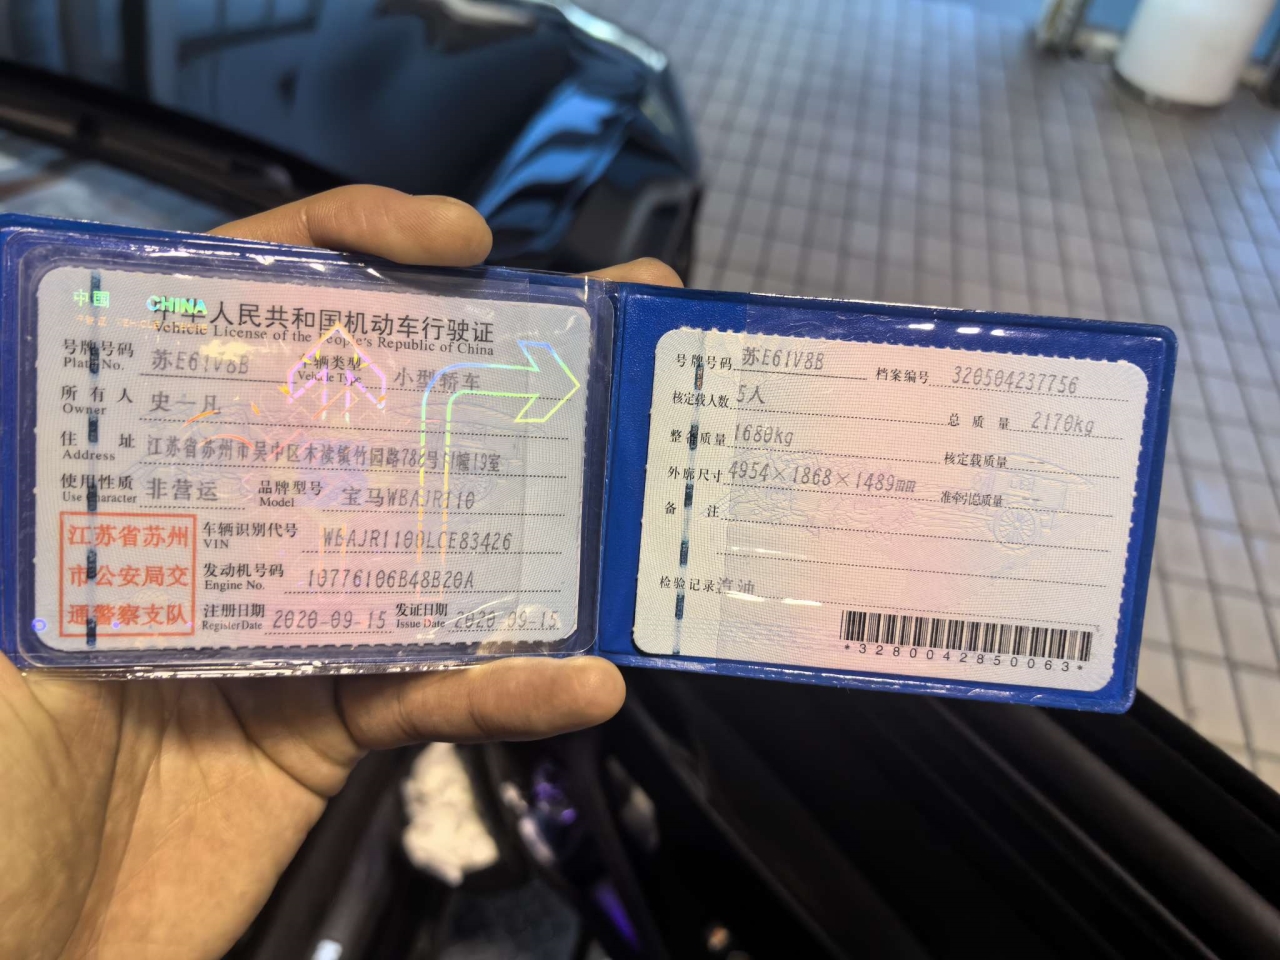 中国 CHINA
中华人民共和国机动车行驶证
Vehicle License of the People's Republic of China
号牌号码 苏E61V8B 车辆类型 小型轿车
Plate No. Vehicle Type
所有人 史一凡
Owner
住址 江苏省苏州市吴中区木渎镇竹园路788号 幢19室
Address
使用性质 非营运 品牌型号 宝马WBAJR110
Use Character Model
江苏省苏州
市公安局交
通警察支队
车辆识别代号 WBAJR1100LCE83426
VIN
发动机号码 10776106B48B20A
Engine No.
注册日期 2020-09-15 发证日期 2020-09-15
Register Date Issue Date
号牌号码 苏E61V8B 档案编号 320504237756
核定载人数 5人 总质量 2170kg
整备质量 1680kg 核定载质量 --
外廓尺寸 4954×1868×1489mm 准牵引总质量 --
备注
检验记录 汽油
*3280042850063*